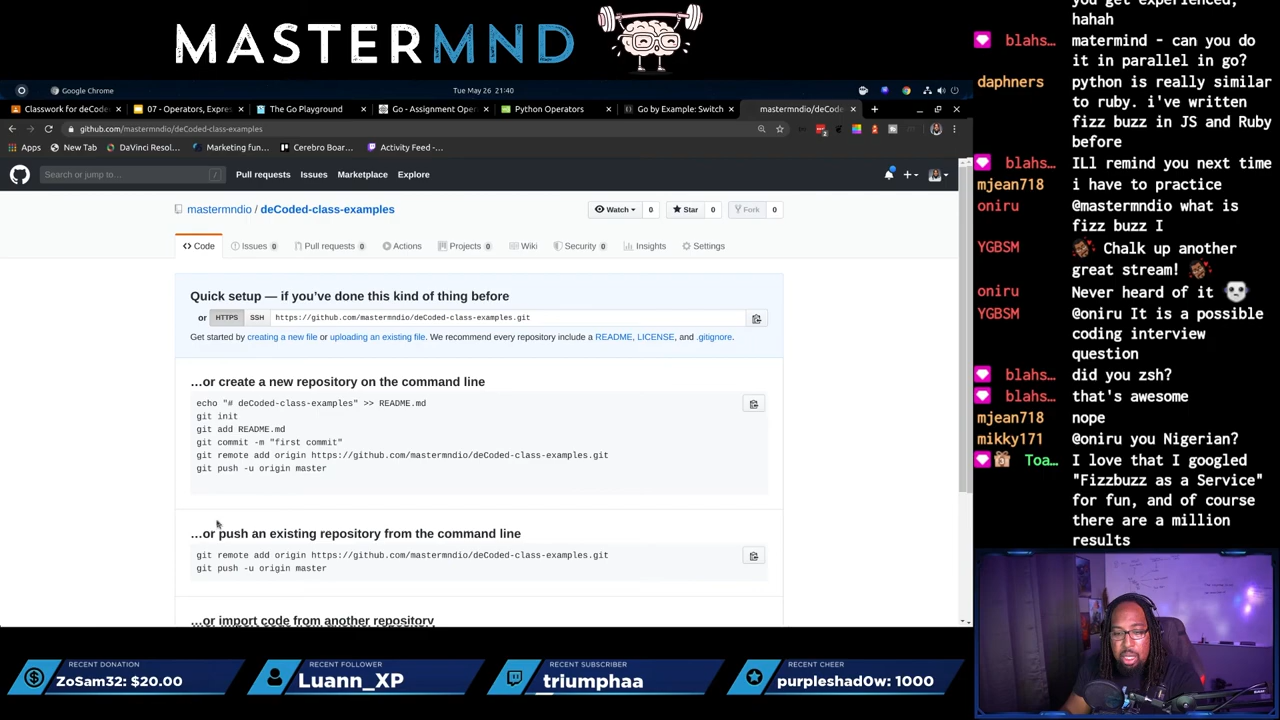 MASTERMND
Google Chrome
Tue May 26 21:40
Classwork for deCode
07 - Operators, Expres
The Go Playground
Go - Assignment Oper
Python Operators
Go by Example: Switch
mastermndio/deCode
github.com/mastermndio/deCoded-class-examples
Apps
New Tab
DaVinci Resol...
Marketing fun...
Cerebro Boar...
Activity Feed -...
Search or jump to...
/
Pull requests
Issues
Marketplace
Explore
mastermndio / deCoded-class-examples
Watch
0
Star
0
Fork
0
Code
Issues 0
Pull requests 0
Actions
Projects 0
Wiki
Security 0
Insights
Settings
Quick setup — if you've done this kind of thing before
or HTTPS SSH https://github.com/mastermndio/deCoded-class-examples.git
Get started by creating a new file or uploading an existing file. We recommend every repository include a README, LICENSE, and .gitignore.
…or create a new repository on the command line
echo "# deCoded-class-examples" >> README.md
git init
git add README.md
git commit -m "first commit"
git remote add origin https://github.com/mastermndio/deCoded-class-examples.git
git push -u origin master
…or push an existing repository from the command line
git remote add origin https://github.com/mastermndio/deCoded-class-examples.git
git push -u origin master
…or import code from another repository
you get experienced,
hahah
blahs… matermind - can you do
it in parallel in go?
daphners python is really similar
to ruby. i've written
fizz buzz in JS and Ruby
before
blahs… ILl remind you next time
mjean718 i have to practice
oniru @mastermndio what is
fizz buzz I
YGBSM Chalk up another
great stream!
oniru Never heard of it
YGBSM @oniru It is a possible
coding interview
question
blahs… did you zsh?
blahs… that's awesome
mjean718 nope
mikky171 @oniru you Nigerian?
Toa… I love that I googled
"Fizzbuzz as a Service"
for fun, and of course
there are a million
results
RECENT DONATION
ZoSam32: $20.00
RECENT FOLLOWER
Luann_XP
RECENT SUBSCRIBER
triumphaa
RECENT CHEER
purpleshad0w: 1000